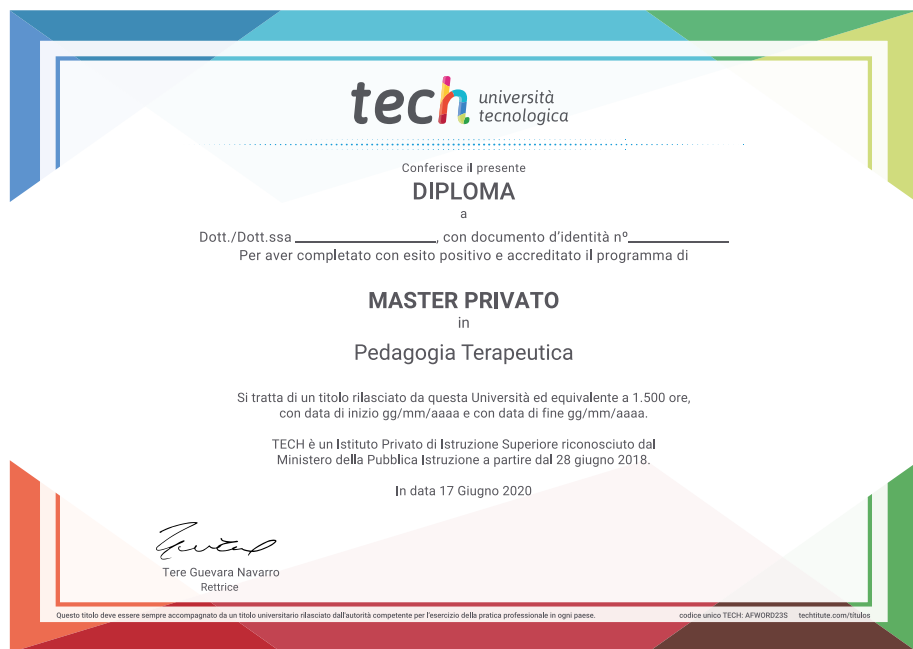 tech università
tecnologica
Conferisce il presente
DIPLOMA
a
Dott./Dott.ssa ________________, con documento d'identità nº____________
Per aver completato con esito positivo e accreditato il programma di
MASTER PRIVATO
in
Pedagogia Terapeutica
Si tratta di un titolo rilasciato da questa Università ed equivalente a 1.500 ore,
con data di inizio gg/mm/aaaa e con data di fine gg/mm/aaaa.
TECH è un Istituto Privato di Istruzione Superiore riconosciuto dal
Ministero della Pubblica Istruzione a partire dal 28 giugno 2018.
In data 17 Giugno 2020
Tere Guevara Navarro
Rettrice
Questo titolo deve essere sempre accompagnato da un titolo universitario rilasciato dall'autorità competente per l'esercizio della pratica professionale in ogni paese. codice unico TECH: AFWORD23S techtitute.com/titulos